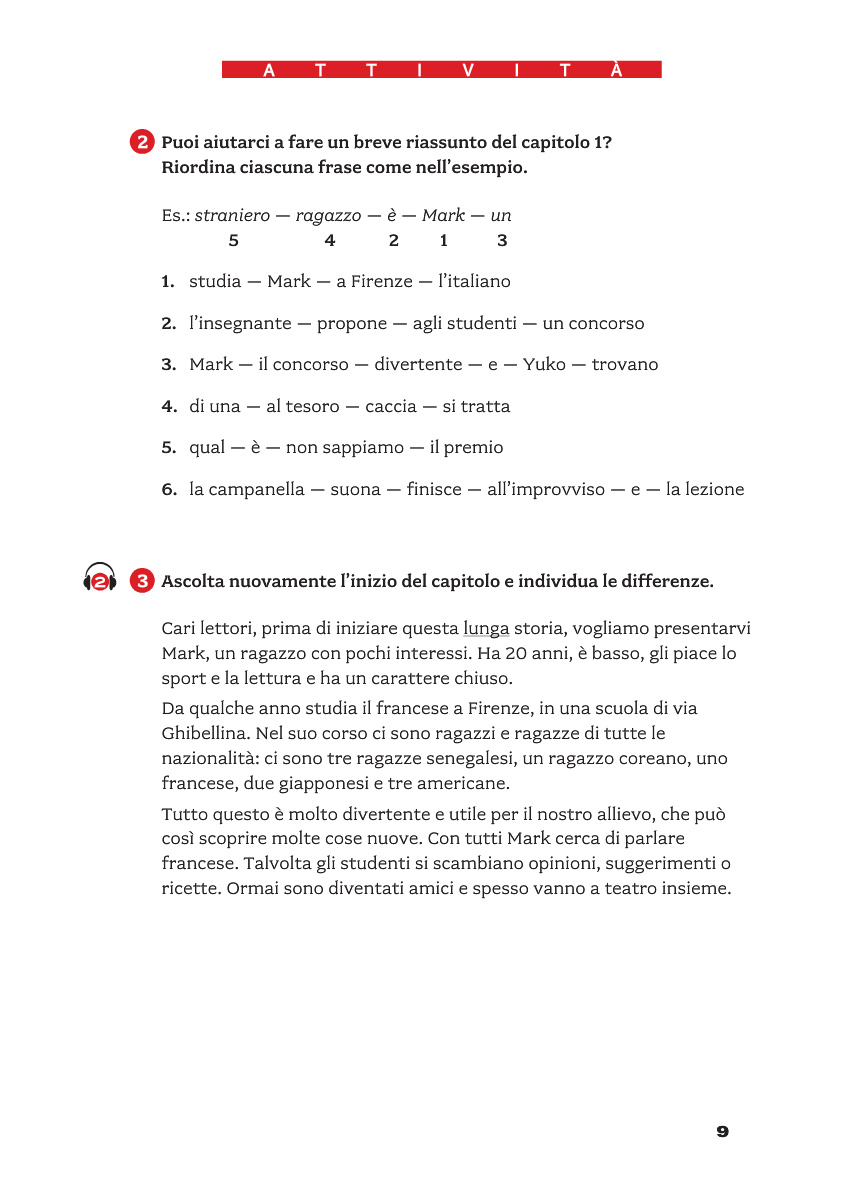 ATTIVITÀ
2 Puoi aiutarci a fare un breve riassunto del capitolo 1?
Riordina ciascuna frase come nell’esempio.
Es.: straniero — ragazzo — è — Mark — un
5 4 2 1 3
1. studia — Mark — a Firenze — l’italiano
2. l’insegnante — propone — agli studenti — un concorso
3. Mark — il concorso — divertente — e — Yuko — trovano
4. di una — al tesoro — caccia — si tratta
5. qual — è — non sappiamo — il premio
6. la campanella — suona — finisce — all’improvviso — e — la lezione
2 3 Ascolta nuovamente l’inizio del capitolo e individua le differenze.
Cari lettori, prima di iniziare questa lunga storia, vogliamo presentarvi
Mark, un ragazzo con pochi interessi. Ha 20 anni, è basso, gli piace lo
sport e la lettura e ha un carattere chiuso.
Da qualche anno studia il francese a Firenze, in una scuola di via
Ghibellina. Nel suo corso ci sono ragazzi e ragazze di tutte le
nazionalità: ci sono tre ragazze senegalesi, un ragazzo coreano, uno
francese, due giapponesi e tre americane.
Tutto questo è molto divertente e utile per il nostro allievo, che può
così scoprire molte cose nuove. Con tutti Mark cerca di parlare
francese. Talvolta gli studenti si scambiano opinioni, suggerimenti o
ricette. Ormai sono diventati amici e spesso vanno a teatro insieme.
9